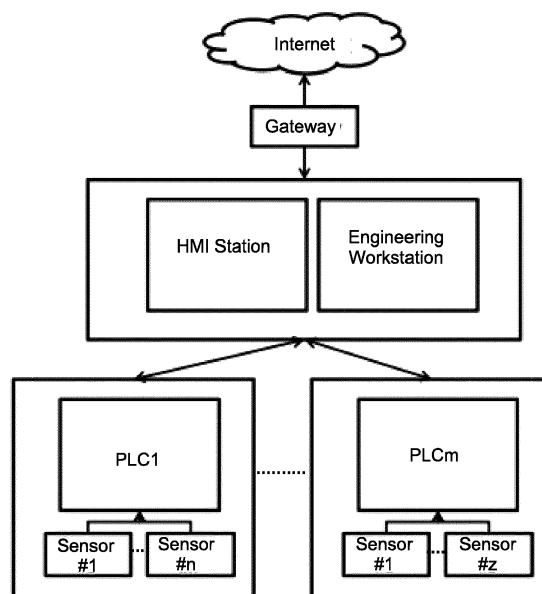 Internet
Gateway
HMI Station
Engineering
Workstation
PLC1
PLCm
Sensor
#1
Sensor
#n
Sensor
#1
Sensor
#z